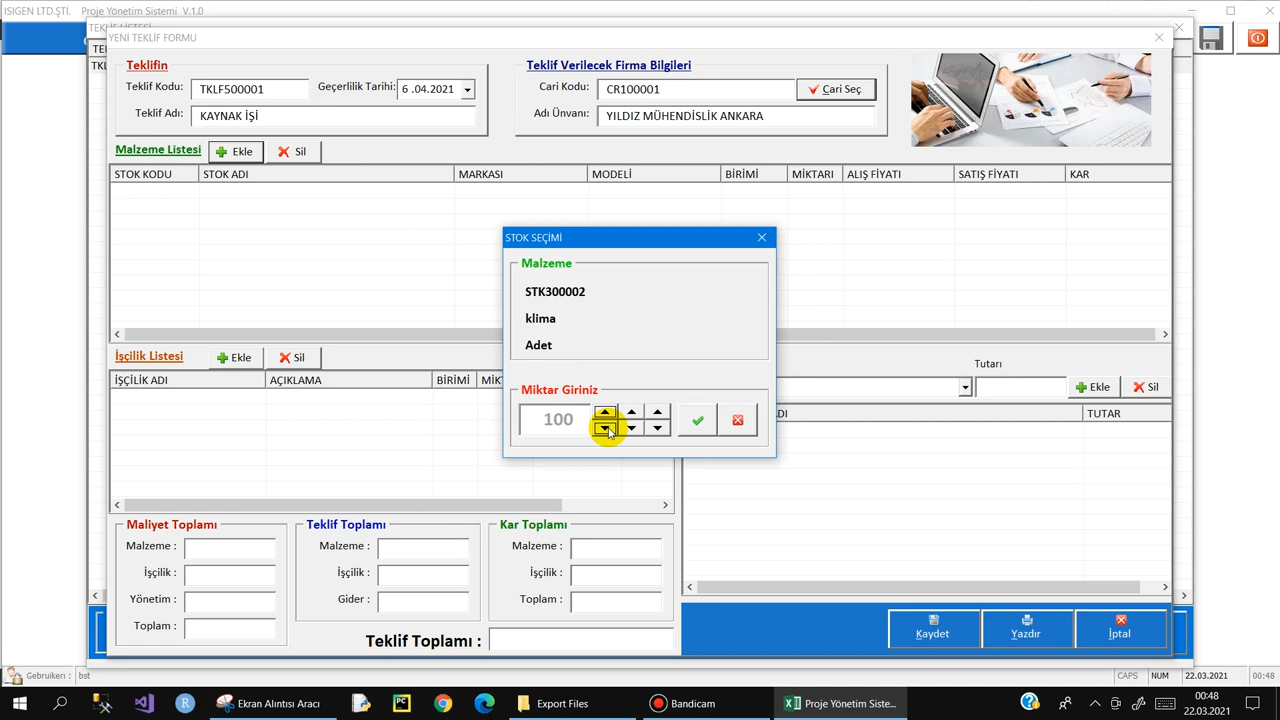 ISIGEN LTD.ŞTİ. Proje Yönetim Sistemi V.1.0
TEKLİF LİSTESİ
YENİ TEKLİF FORMU
Teklifin
Teklif Kodu: TKLF500001 Geçerlilik Tarihi: 6 .04.2021
Teklif Adı: KAYNAK İŞİ
Teklif Verilecek Firma Bilgileri
Cari Kodu: CR100001 Cari Seç
Adı Ünvanı: YILDIZ MÜHENDİSLİK ANKARA
Malzeme Listesi Ekle Sil
STOK KODU STOK ADI MARKASI MODELİ BİRİMİ MİKTARI ALIŞ FİYATI SATIŞ FİYATI KAR
STOK SEÇİMİ
Malzeme
STK300002
klima
Adet
Miktar Giriniz
100
İşçilik Listesi Ekle Sil
İŞÇİLİK ADI AÇIKLAMA BİRİMİ
Tutarı
Ekle Sil
TUTAR
Maliyet Toplamı
Malzeme :
İşçilik :
Yönetim :
Toplam :
Teklif Toplamı
Malzeme :
İşçilik :
Gider :
Kar Toplamı
Malzeme :
İşçilik :
Toplam :
Teklif Toplamı :
Kaydet Yazdır İptal
Gebruikerı : bst CAPS NUM 22.03.2021 00:48
Ekran Alıntısı Aracı Export Files Bandicam Proje Yönetim Siste... 00:48
22.03.2021